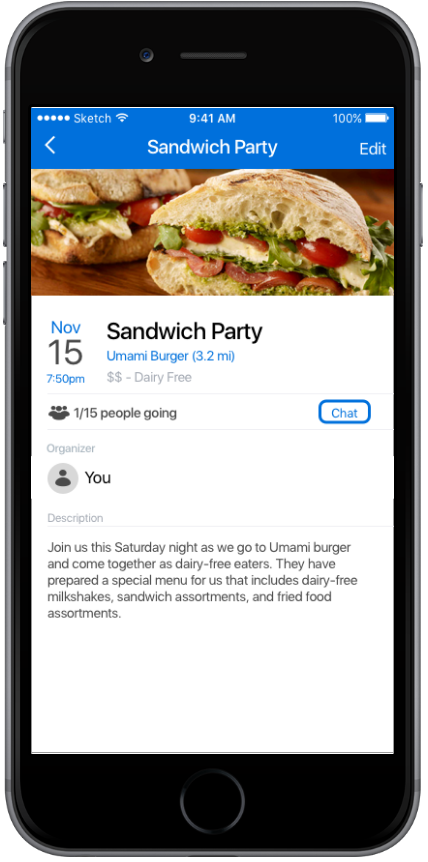 Sketch 9:41 AM 100%
Sandwich Party Edit
Nov
15
7:50pm
Sandwich Party
Umami Burger (3.2 mi)
$$ - Dairy Free
1/15 people going Chat
Organizer
You
Description
Join us this Saturday night as we go to Umami burger
and come together as dairy-free eaters. They have
prepared a special menu for us that includes dairy-free
milkshakes, sandwich assortments, and fried food
assortments.